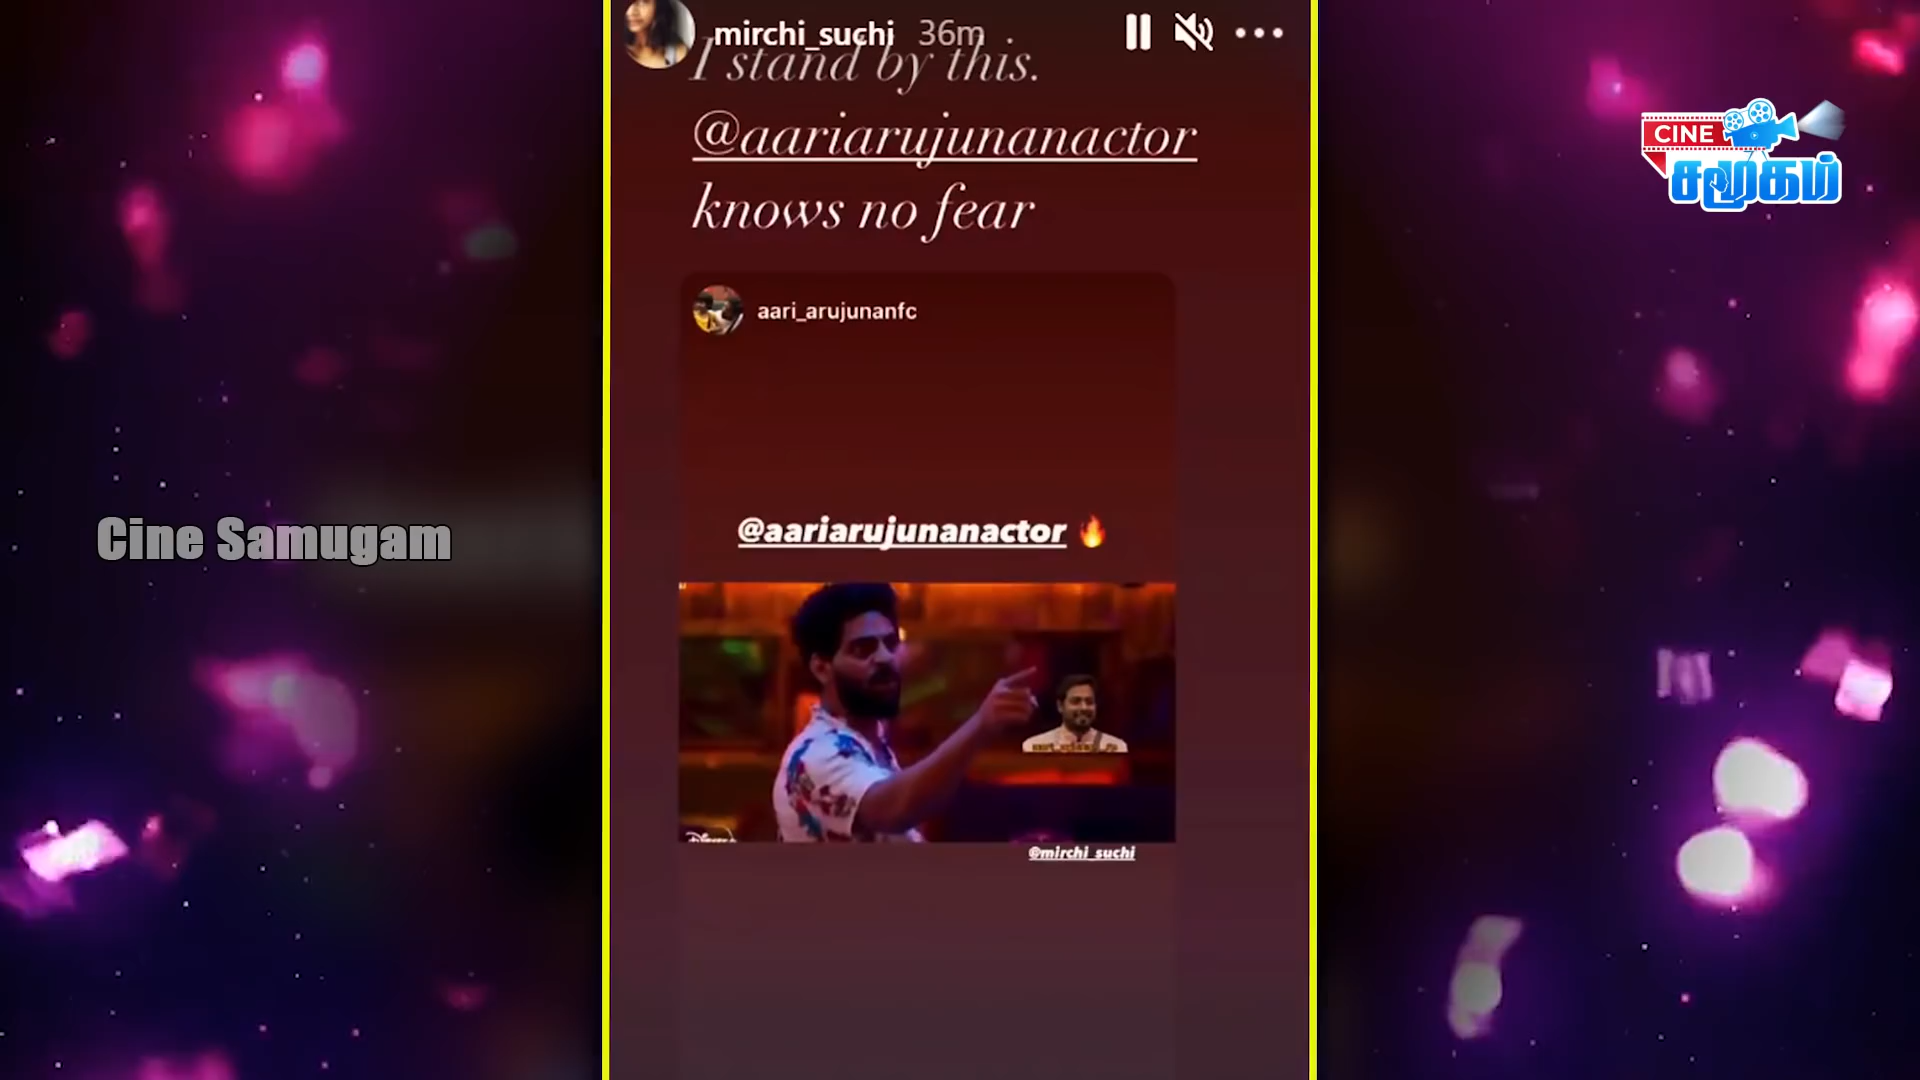 mirchi_suchi 36m
I stand by this.
@aariarujunanactor
knows no fear
CINE
சமூகம்
aari_arujunanfc
@aariarujunanactor
Cine Samugam
@mirchi_suchi